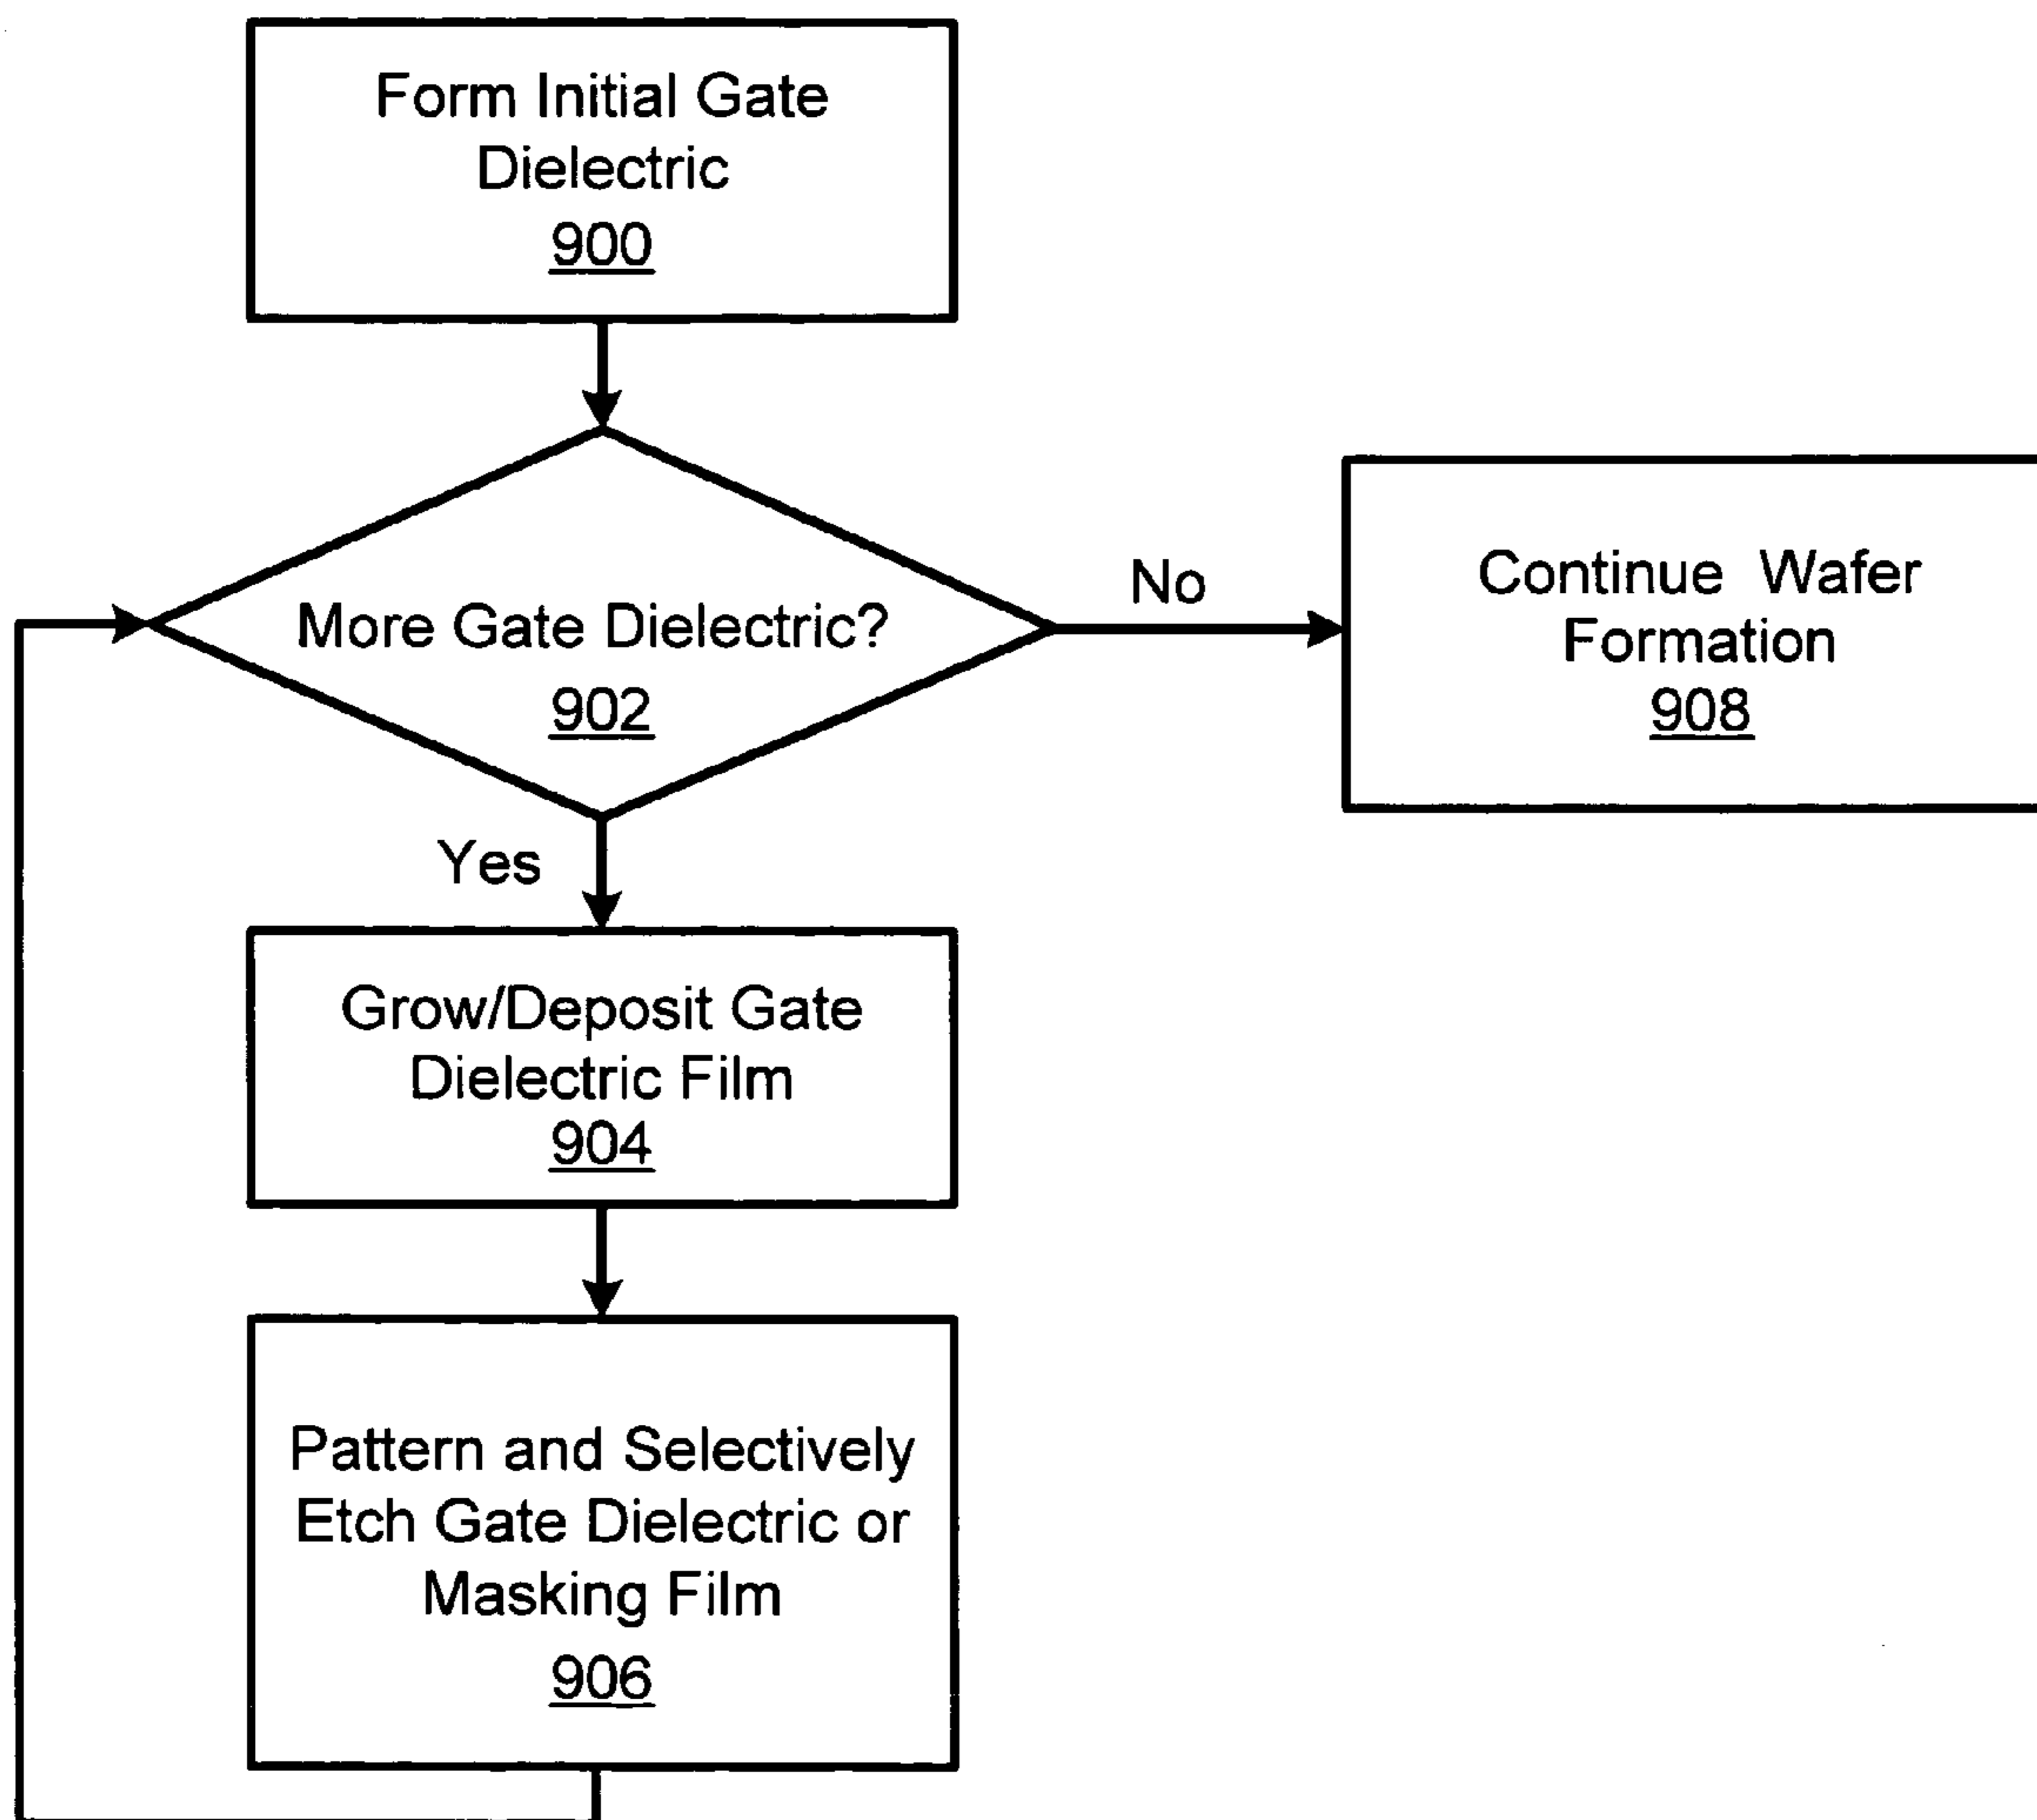 Form Initial Gate
Dielectric
900
More Gate Dielectric?
902
No
Continue Wafer
Formation
908
Yes
Grow/Deposit Gate
Dielectric Film
904
Pattern and Selectively
Etch Gate Dielectric or
Masking Film
906